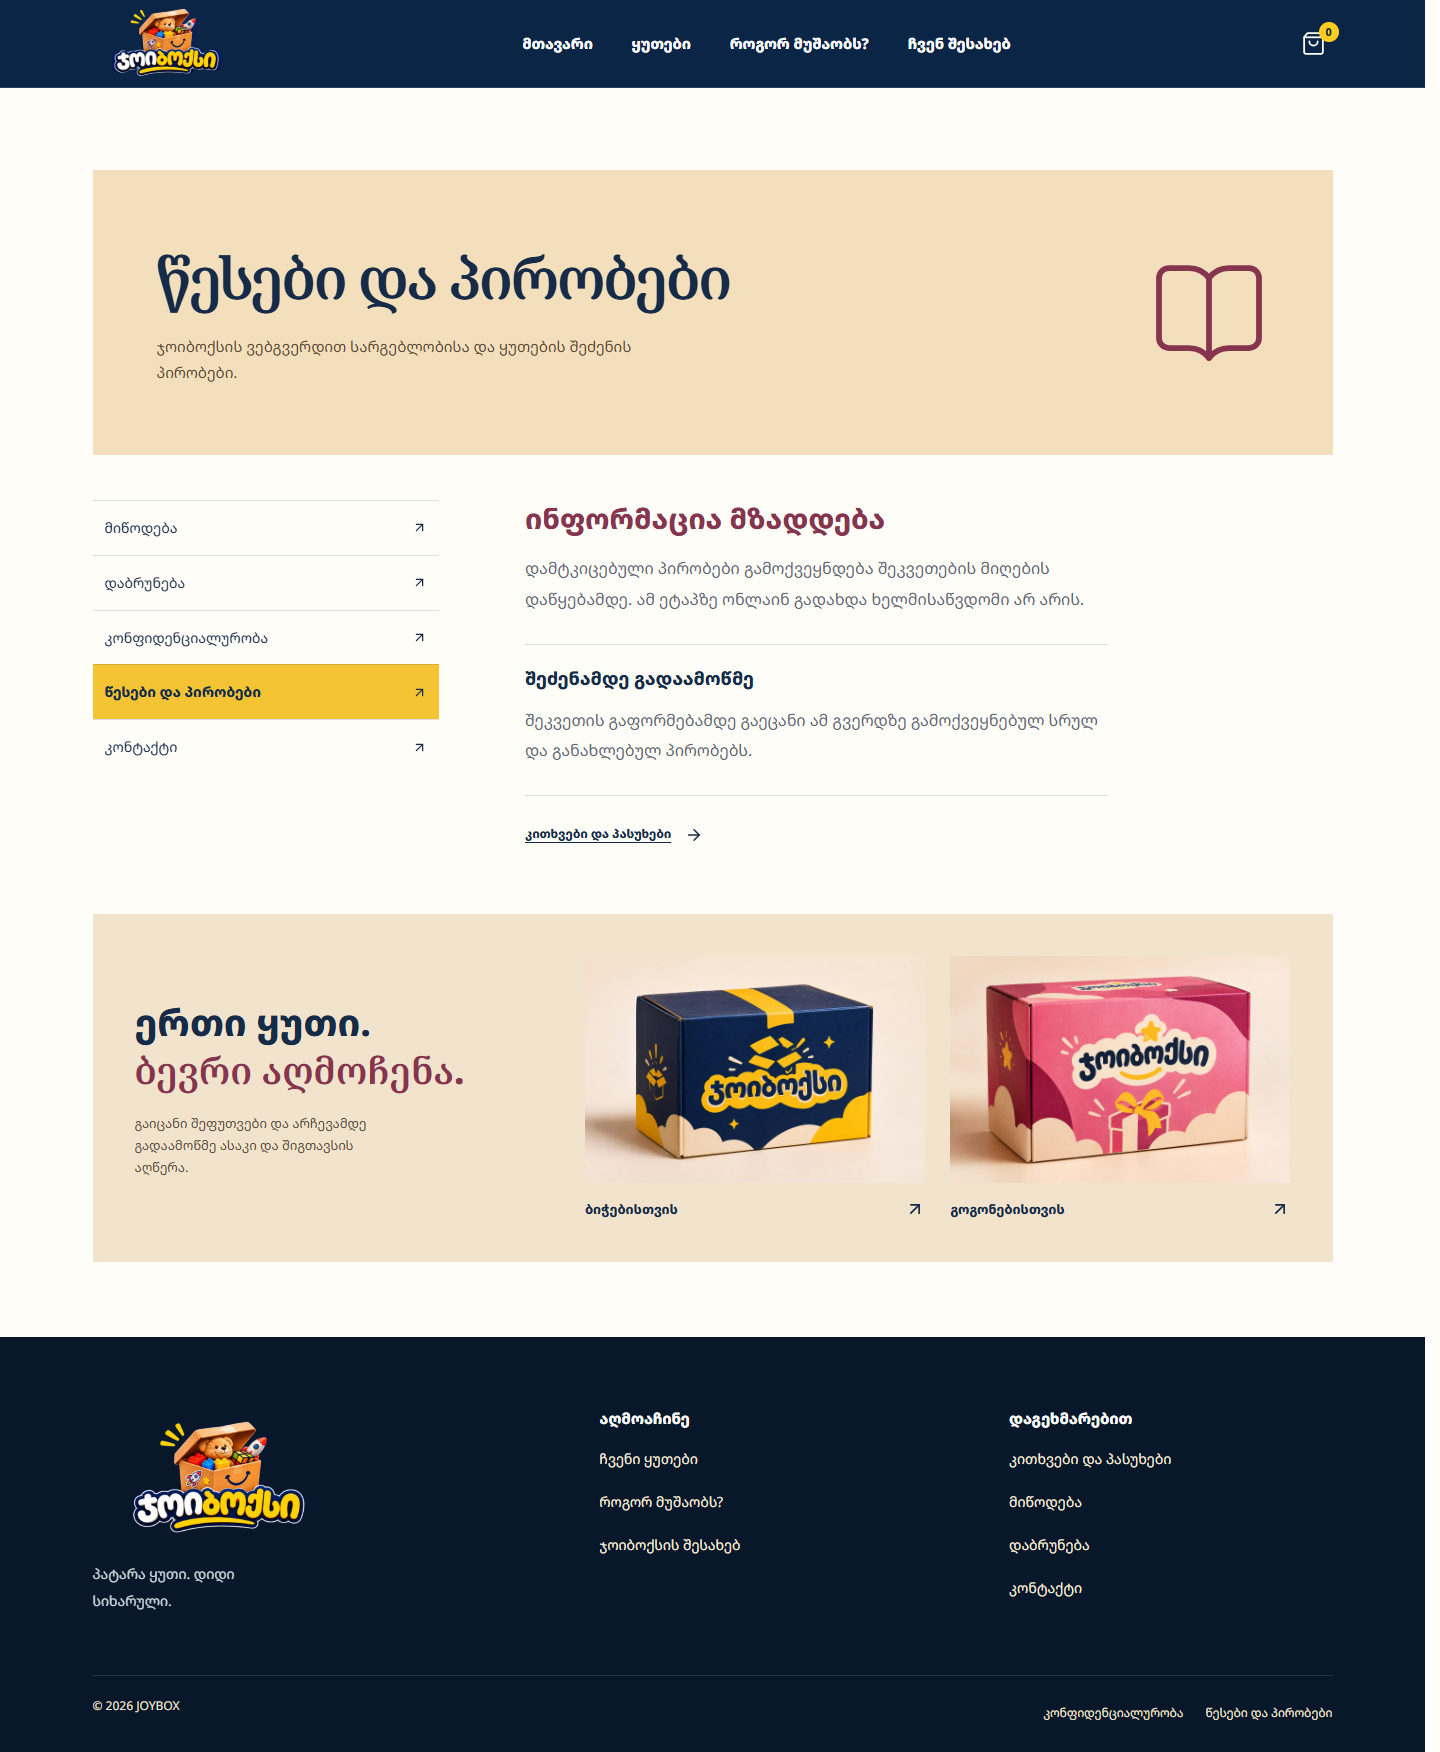 ჯოიბოქსი
მთავარი
ყუთები
როგორ მუშაობს?
ჩვენ შესახებ
0
წესები და პირობები
ჯოიბოქსის ვებგვერდით სარგებლობისა და ყუთების შეძენის
პირობები.
მიწოდება
დაბრუნება
კონფიდენციალურობა
წესები და პირობები
კონტაქტი
ინფორმაცია მზადდება
დამტკიცებული პირობები გამოქვეყნდება შეკვეთების მიღების
დაწყებამდე. ამ ეტაპზე ონლაინ გადახდა ხელმისაწვდომი არ არის.
შეძენამდე გადაამოწმე
შეკვეთის გაფორმებამდე გაეცანი ამ გვერდზე გამოქვეყნებულ სრულ
და განახლებულ პირობებს.
კითხვები და პასუხები
ერთი ყუთი.
ბევრი აღმოჩენა.
გაიცანი შეფუთვები და არჩევამდე
გადაამოწმე ასაკი და შიგთავსის
აღწერა.
ჯოიბოქსი
ბიჭებისთვის
ჯოიბოქსი
ჯოიბოქსი
გოგონებისთვის
ჯოიბოქსი
პატარა ყუთი. დიდი
სიხარული.
აღმოაჩინე
ჩვენი ყუთები
როგორ მუშაობს?
ჯოიბოქსის შესახებ
დაგეხმარებით
კითხვები და პასუხები
მიწოდება
დაბრუნება
კონტაქტი
© 2026 JOYBOX
კონფიდენციალურობა
წესები და პირობები